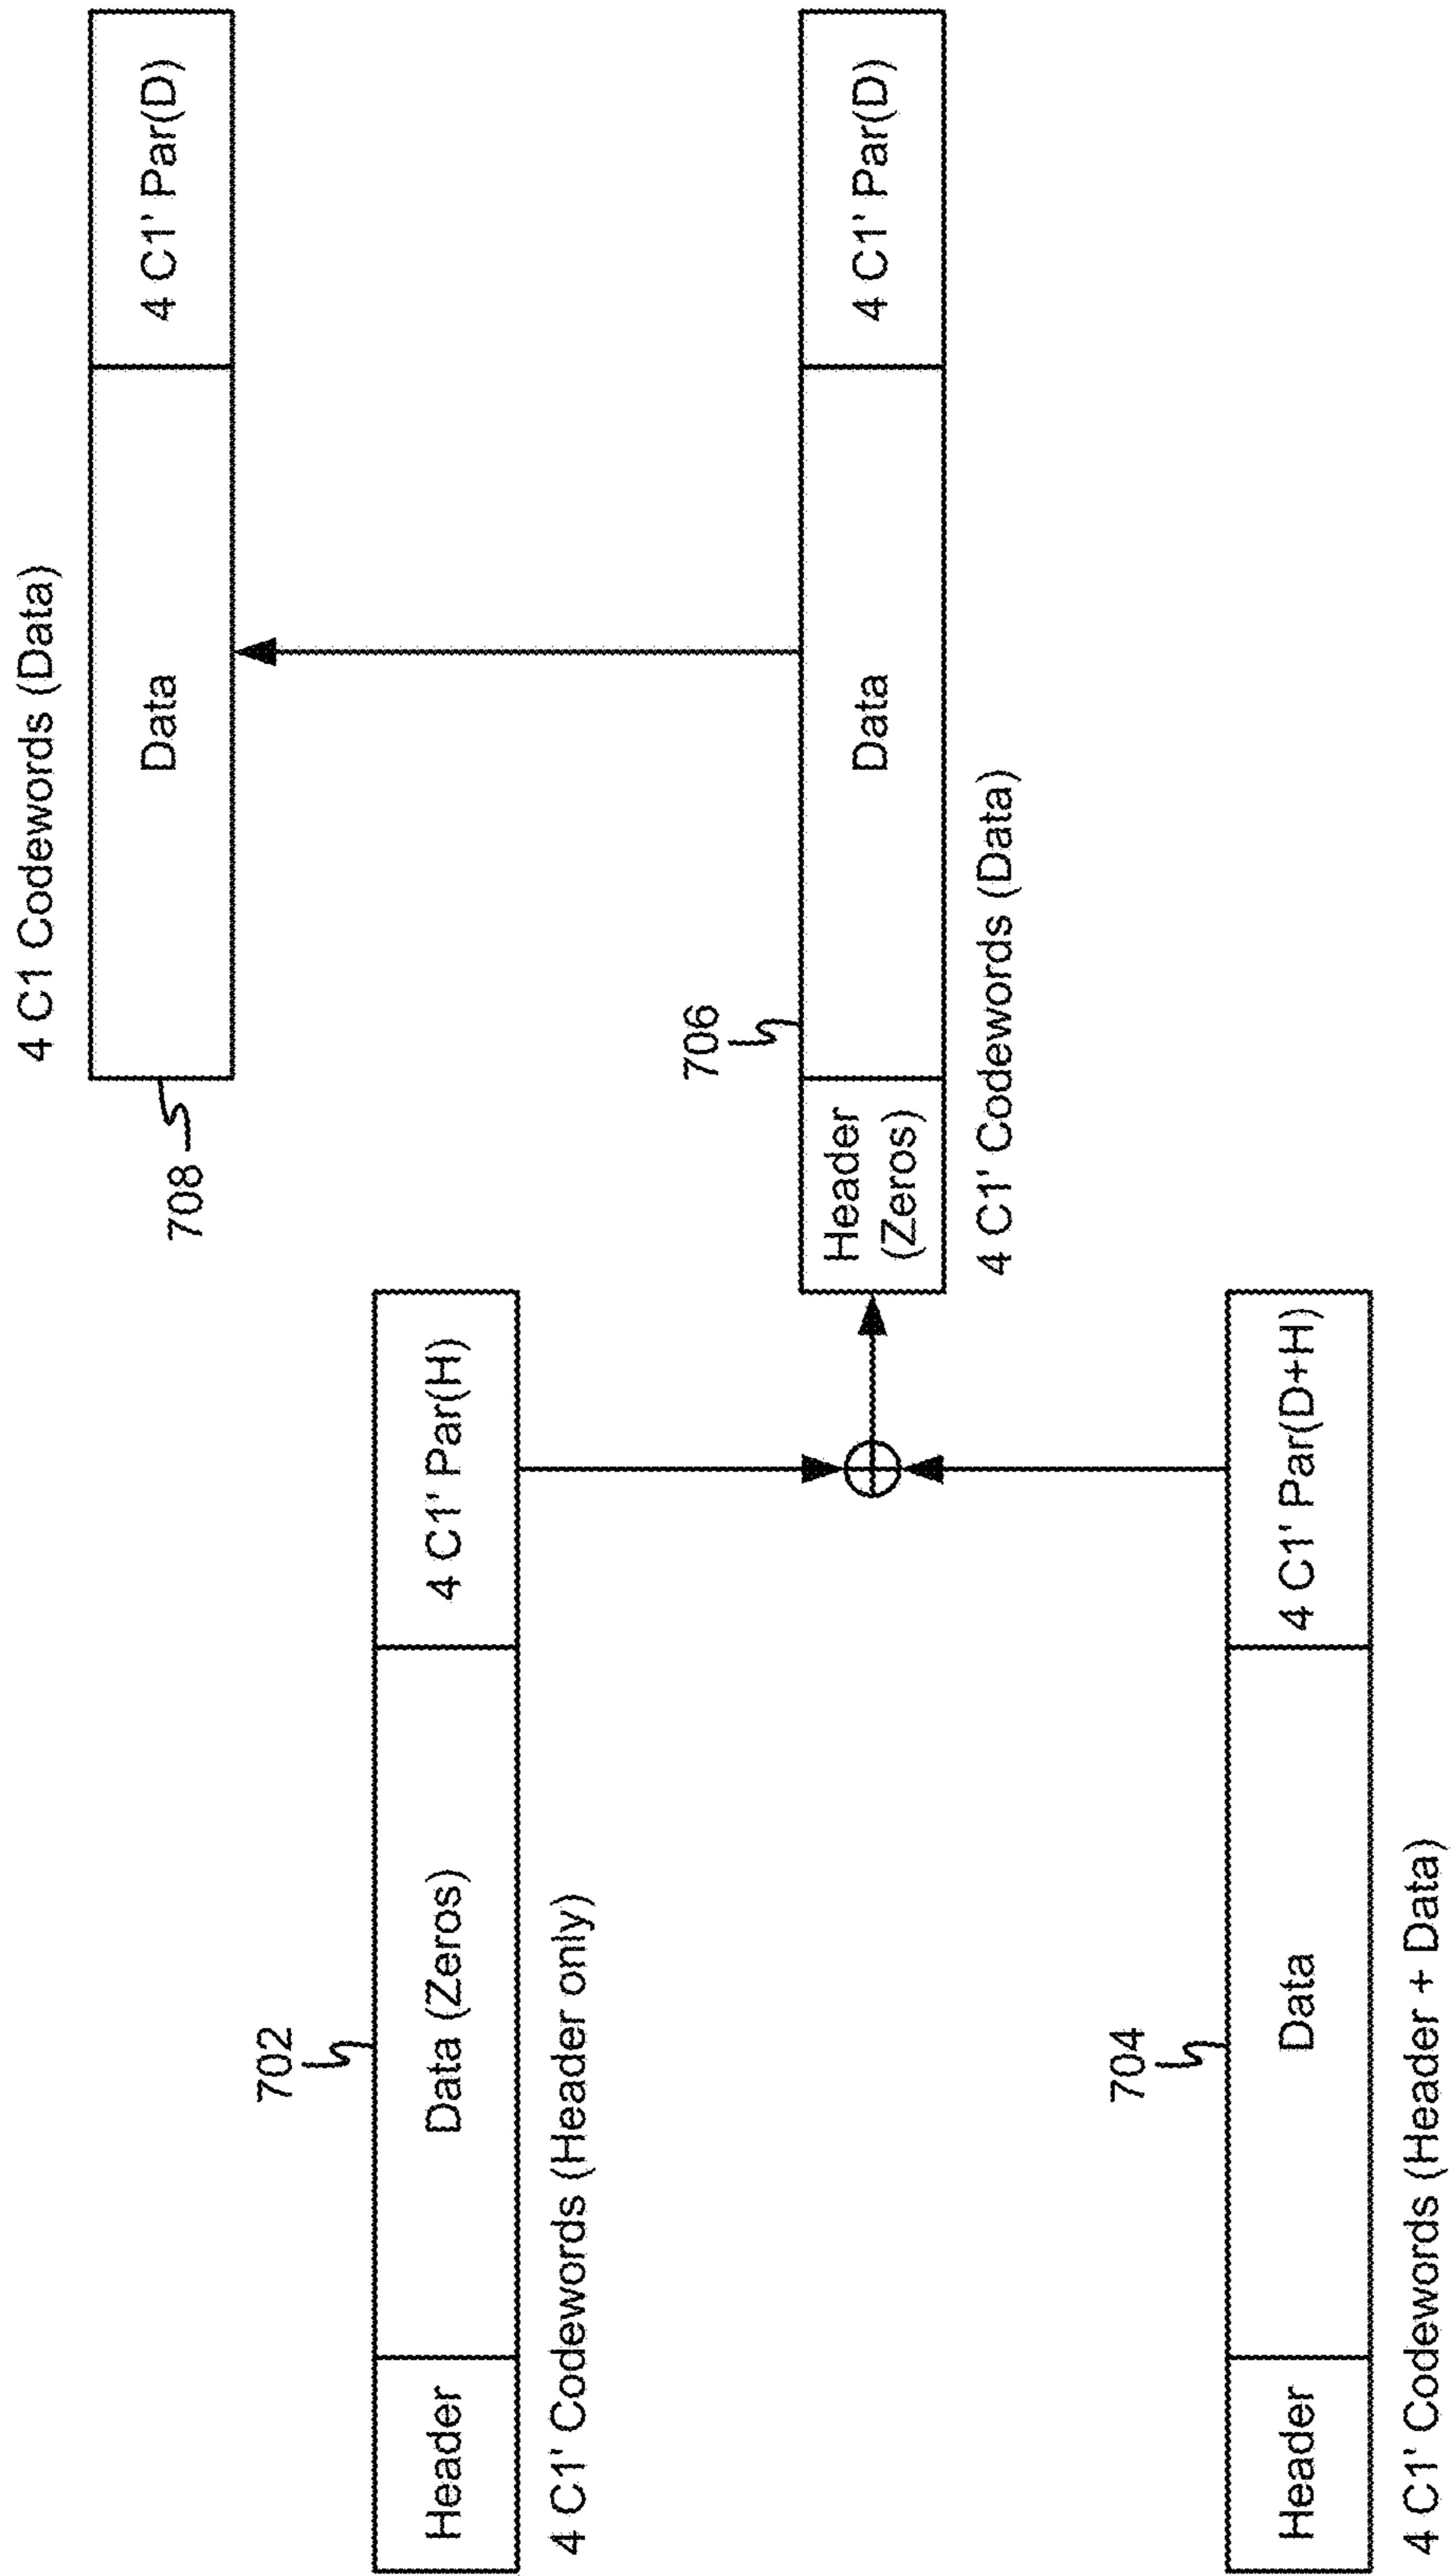 4 C1 Codewords (Data)
Data
4 C1' Par(D)
708
702
Header
Data (Zeros)
4 C1' Par(H)
4 C1' Codewords (Header only)
706
Header
(Zeros)
Data
4 C1' Par(D)
4 C1' Codewords (Data)
704
Header
Data
4 C1' Par(D+H)
4 C1' Codewords (Header + Data)